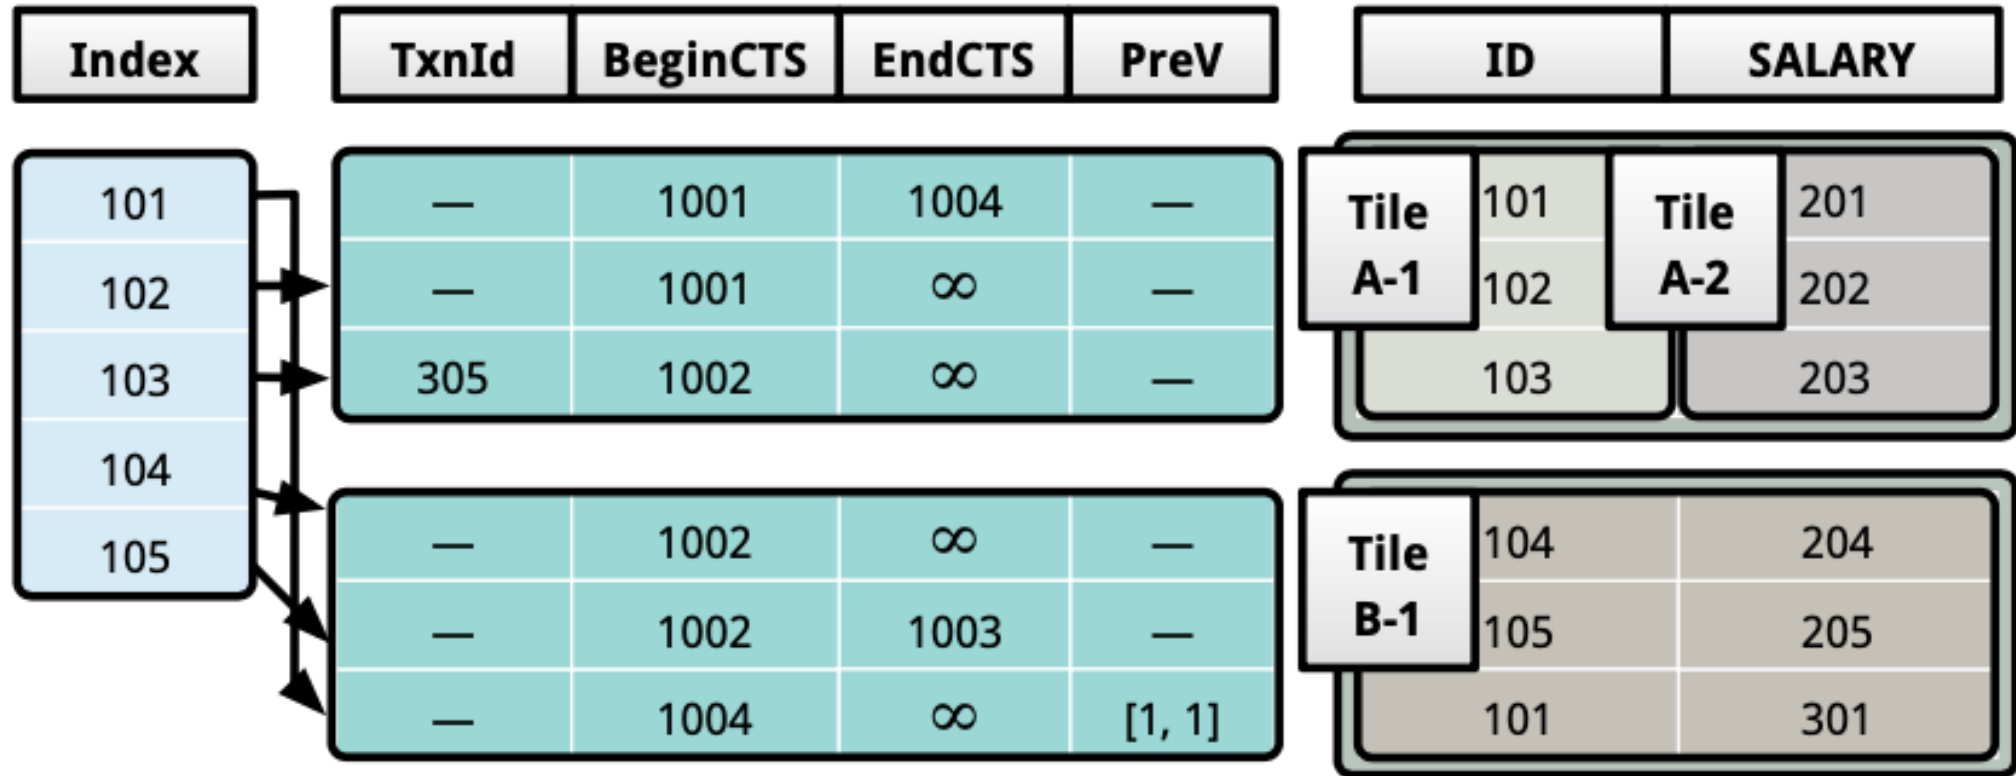 Index TxnId BeginCTS EndCTS PreV ID SALARY
101 — 1001 1004 — Tile A-1 101 Tile A-2 201
102 — 1001 ∞ — 102 202
103 305 1002 ∞ — 103 203
104 — 1002 ∞ — Tile B-1 104 204
105 — 1002 1003 — 105 205
— 1004 ∞ [1, 1] 101 301